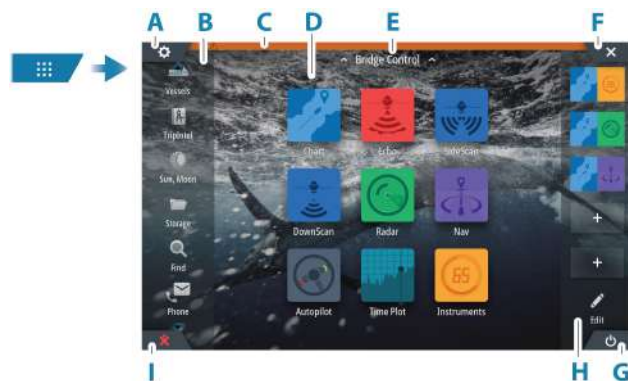 A B C D E F
Bridge Control
Vessels
TripIntel
Sun, Moon
Storage
Find
Phone
Chart Echo SideScan
DownScan Radar Nav
65
Autopilot Time Plot Instruments
+
+
Edit
I H G